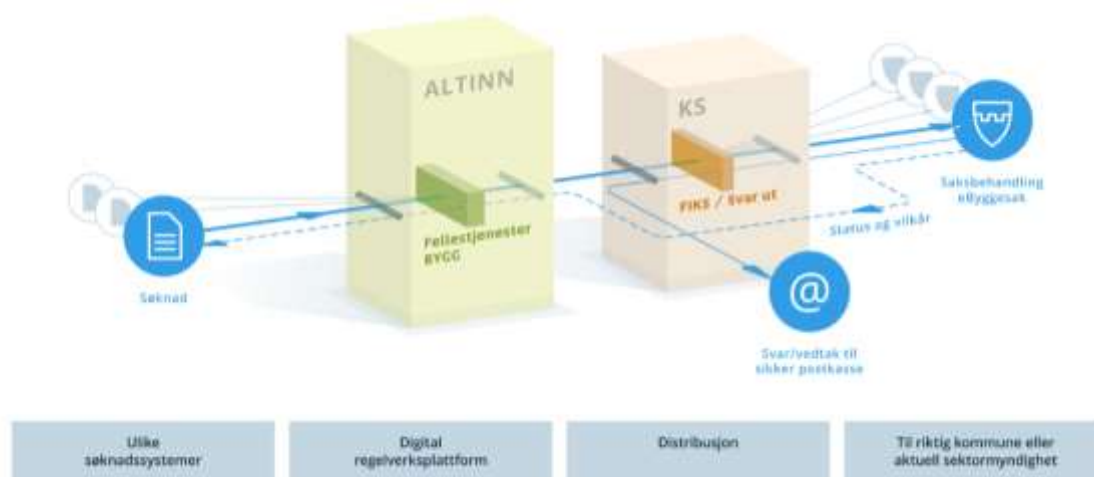 ALTINN
KS
Fellestjenester
BYGG
FIKS / Svar ut
Søknad
Saksbehandling
eByggesak
Status og vilkår
@
Svar/vedtak til
sikker postkasse
Ulike
søknadssystemer
Digital
regelverksplattform
Distribusjon
Til riktig kommune eller
aktuell sektormyndighet